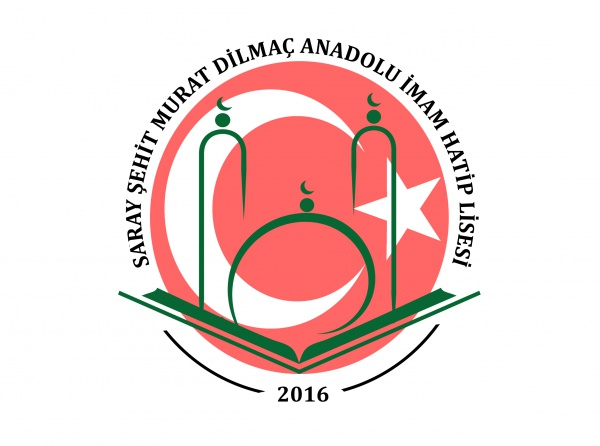 SARAY ŞEHİT MURAT DİLMAÇ ANADOLU İMAM HATİP LİSESİ
2016